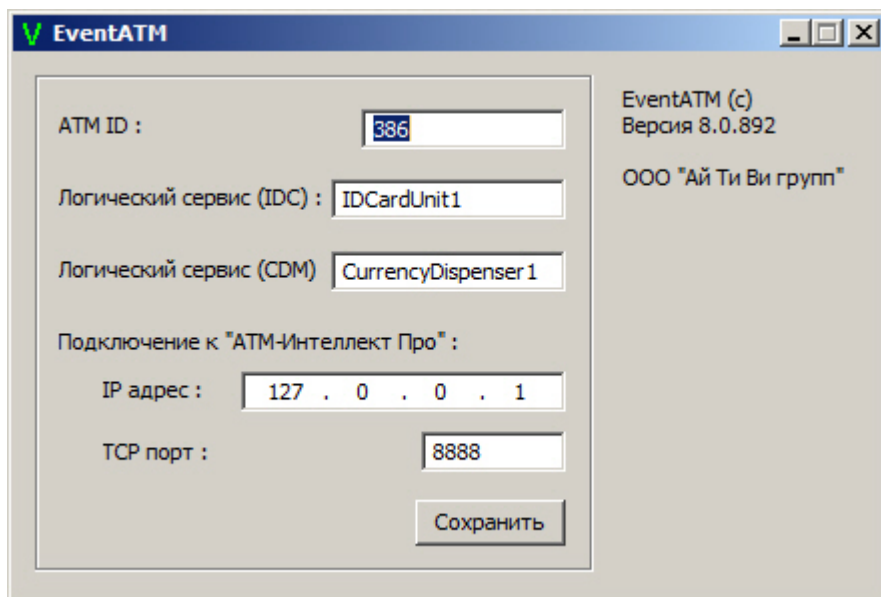 EventATM
ATM ID :
386
Логический сервис (IDC) :
IDCardUnit1
Логический сервис (CDM)
CurrencyDispenser1
Подключение к "АТМ-Интеллект Про" :
IP адрес :
127 . 0 . 0 . 1
TCP порт :
8888
Сохранить
EventATM (c)
Версия 8.0.892
ООО "Ай Ти Ви групп"